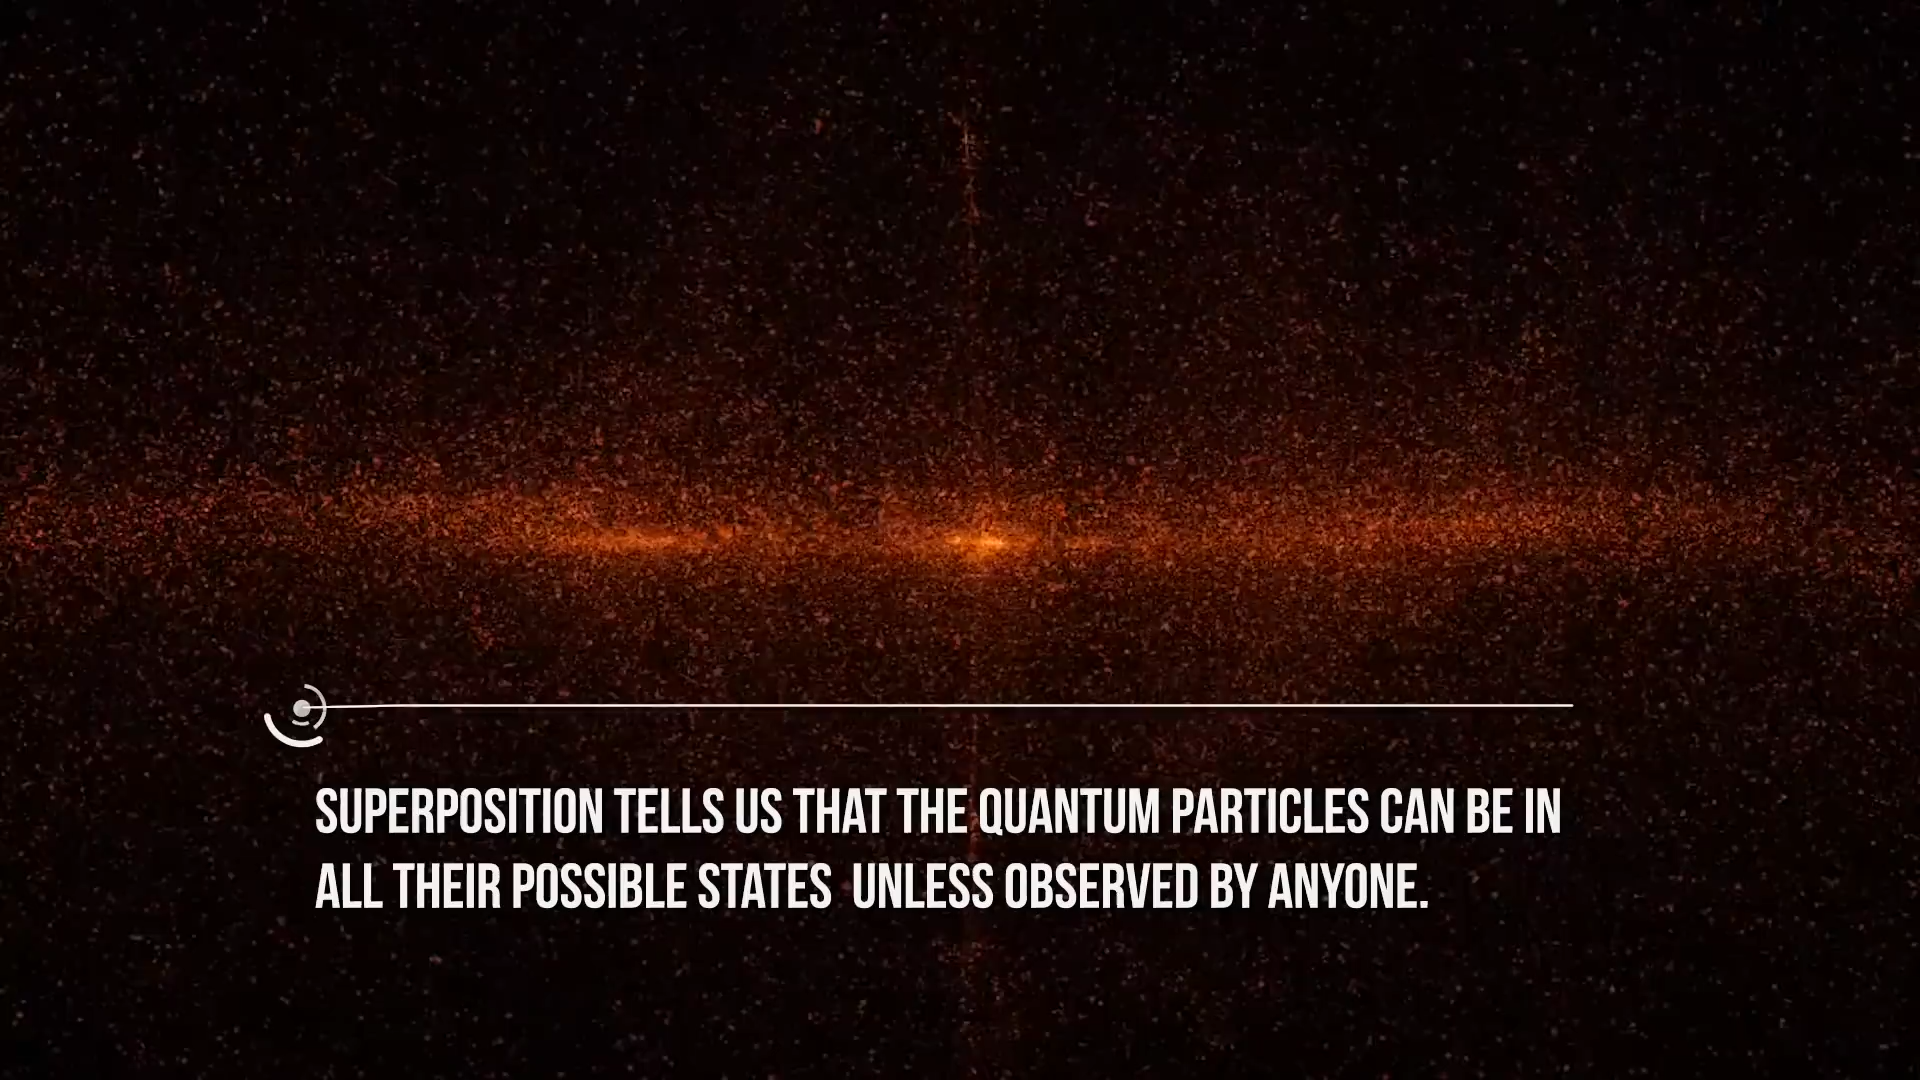 SUPERPOSITION TELLS US THAT THE QUANTUM PARTICLES CAN BE IN
ALL THEIR POSSIBLE STATES  UNLESS OBSERVED BY ANYONE.